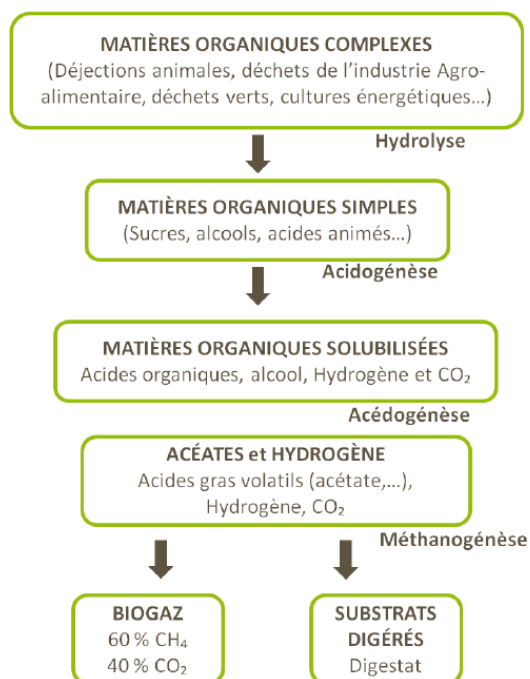 MATIÈRES ORGANIQUES COMPLEXES
(Déjections animales, déchets de l'industrie Agro-
alimentaire, déchets verts, cultures énergétiques...)
Hydrolyse
MATIÈRES ORGANIQUES SIMPLES
(Sucres, alcools, acides animés...)
Acidogénèse
MATIÈRES ORGANIQUES SOLUBILISÉES
Acides organiques, alcool, Hydrogène et CO₂
Acédogénèse
ACÉATES et HYDROGÈNE
Acides gras volatils (acétate,...),
Hydrogène, CO₂
Méthanogénèse
BIOGAZ
60 % CH₄
40 % CO₂
SUBSTRATS
DIGÉRÉS
Digestat